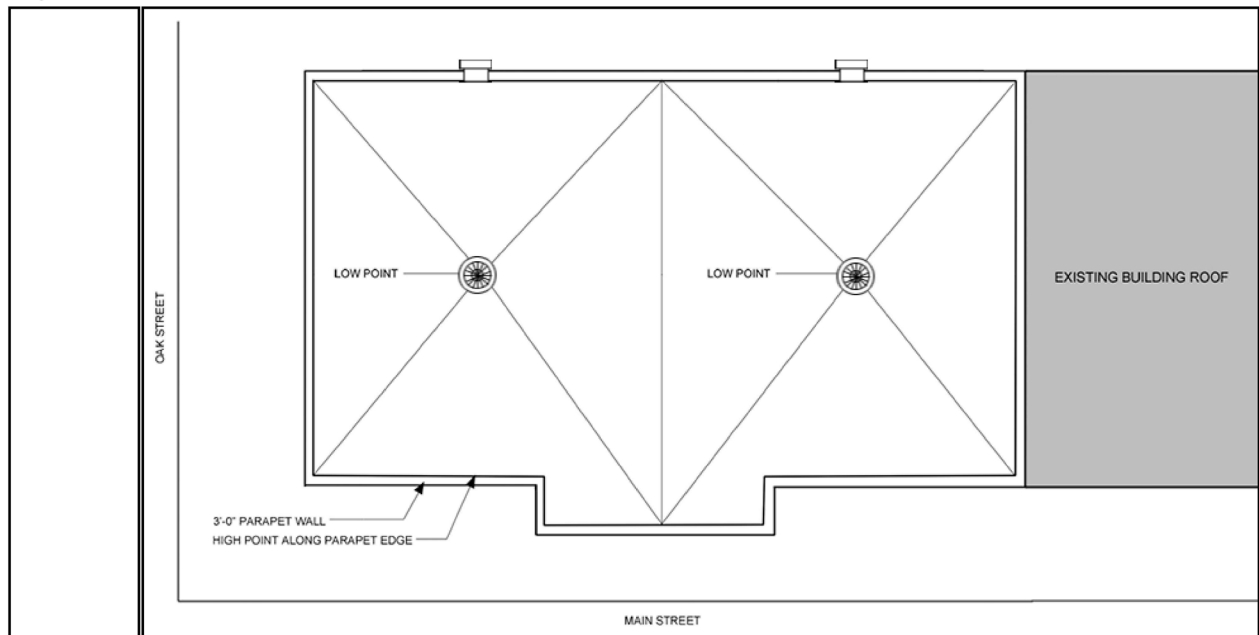 LOW POINT
LOW POINT
EXISTING BUILDING ROOF
OAK STREET
3'-0" PARAPET WALL
HIGH POINT ALONG PARAPET EDGE
MAIN STREET